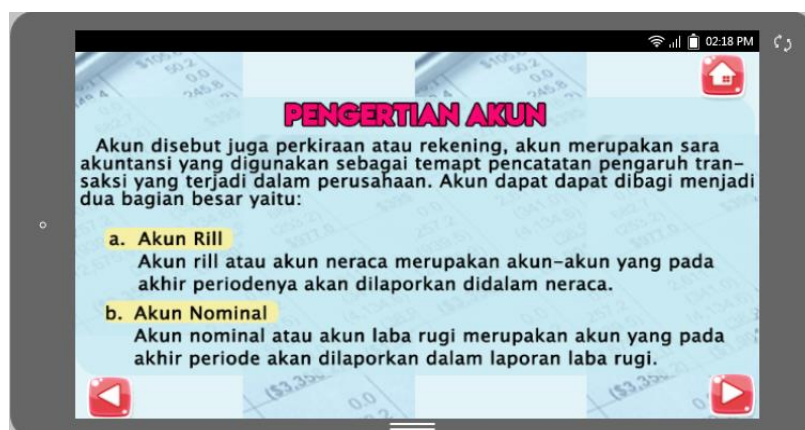 02:18 PM
PENGERTIAN AKUN
Akun disebut juga perkiraan atau rekening, akun merupakan sara
akuntansi yang digunakan sebagai temapt pencatatan pengaruh tran-
saksi yang terjadi dalam perusahaan. Akun dapat dapat dibagi menjadi
dua bagian besar yaitu:
a. Akun Rill
Akun rill atau akun neraca merupakan akun-akun yang pada
akhir periodenya akan dilaporkan didalam neraca.
b. Akun Nominal
Akun nominal atau akun laba rugi merupakan akun yang pada
akhir periode akan dilaporkan dalam laporan laba rugi.